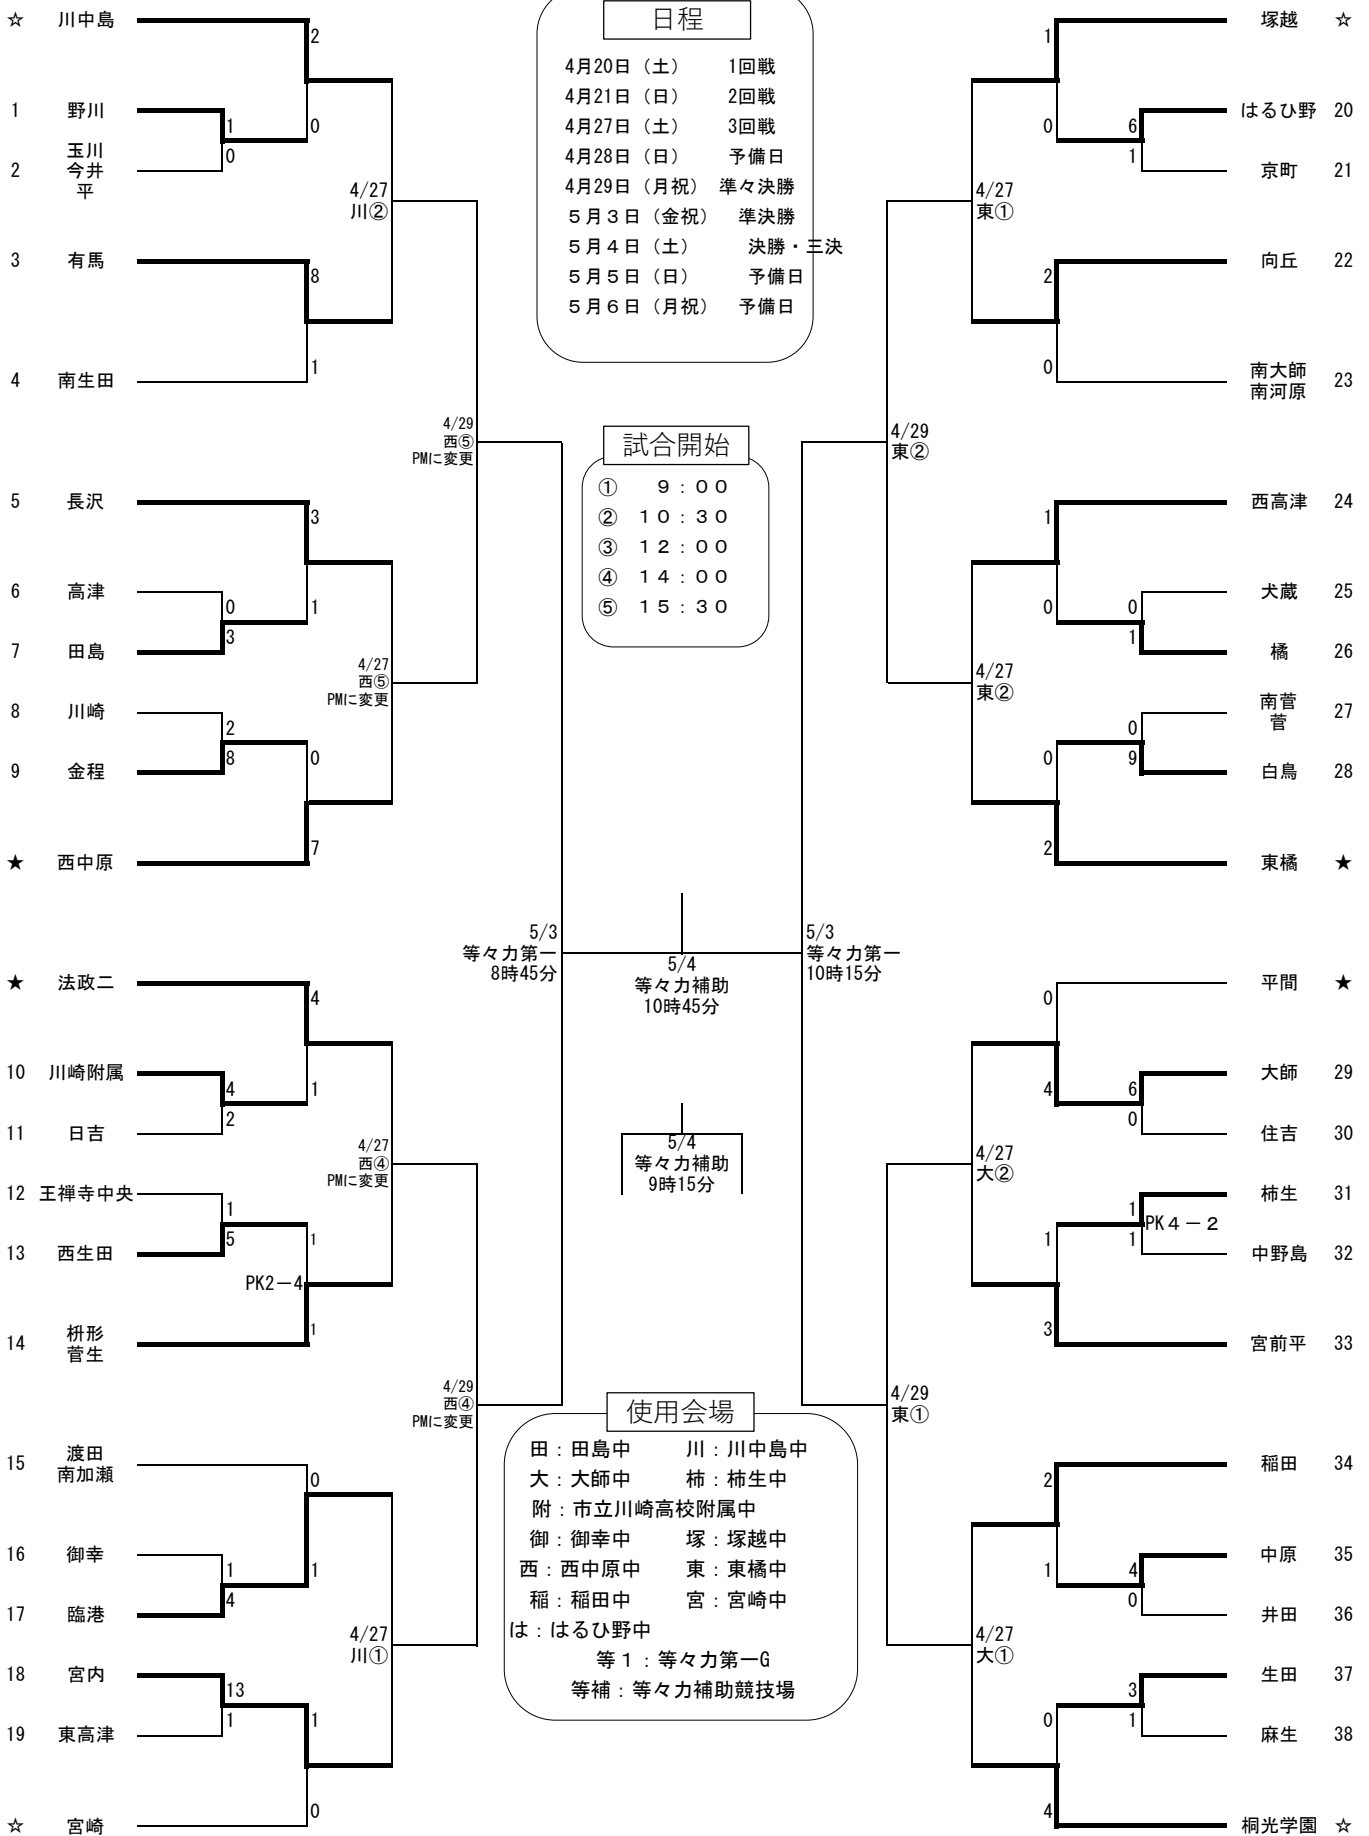 ☆ 川中島
2
1 野川
1
0
0
2 玉川
今井
平
4/27
川②
3 有馬
8
1
4 南生田
4/29
西⑤
PMに変更
5 長沢
3
6 高津
0
1
3
7 田島
4/27
西⑤
PMに変更
8 川崎
2
8
0
9 金程
7
★ 西中原
5/3
等々力第一
8時45分
★ 法政二
4
10 川崎附属
4
1
2
11 日吉
4/27
西④
PMに変更
12 王禅寺中央
1
5
1
13 西生田
PK2－4
1
14 枡形
菅生
4/29
西④
PMに変更
15 渡田
南加瀬
0
16 御幸
1
1
4
17 臨港
4/27
川①
18 宮内
13
1
1
19 東高津
0
☆ 宮崎
日程
4月20日（土） 1回戦
4月21日（日） 2回戦
4月27日（土） 3回戦
4月28日（日） 予備日
4月29日（月祝） 準々決勝
５月３日（金祝） 準決勝
５月４日（土） 決勝・三決
５月５日（日） 予備日
５月６日（月祝） 予備日
試合開始
① ９：００
② １０：３０
③ １２：００
④ １４：００
⑤ １５：３０
5/4
等々力補助
10時45分
5/4
等々力補助
9時15分
使用会場
田：田島中 川：川中島中
大：大師中 柿：柿生中
附：市立川崎高校附属中
御：御幸中 塚：塚越中
西：西中原中 東：東橘中
稲：稲田中 宮：宮崎中
は：はるひ野中
等１：等々力第一G
等補：等々力補助競技場
塚越 ☆
1
はるひ野 20
0
6
1
京町 21
4/27
東①
向丘 22
2
0
南大師
南河原 23
4/29
東②
西高津 24
1
犬蔵 25
0
0
1
橘 26
4/27
東②
南菅
菅 27
0
0
9
白鳥 28
2
東橘 ★
5/3
等々力第一
10時15分
平間 ★
0
大師 29
4
6
0
住吉 30
4/27
大②
柿生 31
1
PK４－２
1
1
中野島 32
3
宮前平 33
4/29
東①
稲田 34
2
中原 35
1
4
0
井田 36
4/27
大①
生田 37
3
0
1
麻生 38
4
桐光学園 ☆